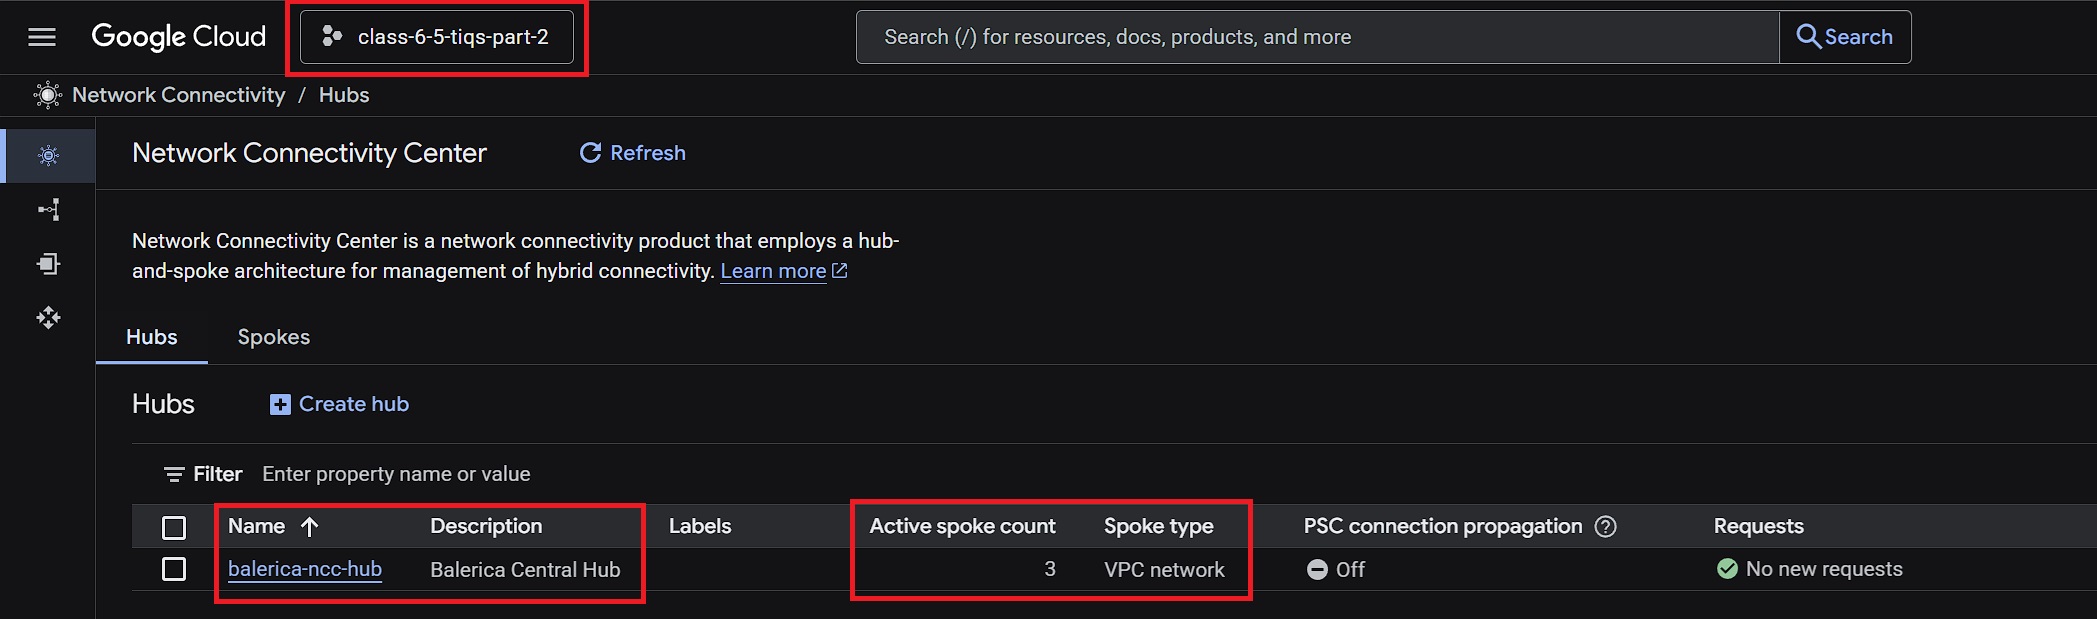 Google Cloud
class-6-5-tiqs-part-2
Search (/) for resources, docs, products, and more
Search
Network Connectivity / Hubs
Network Connectivity Center
Refresh
Network Connectivity Center is a network connectivity product that employs a hub-
and-spoke architecture for management of hybrid connectivity. Learn more
Hubs Spokes
Hubs
Create hub
Filter Enter property name or value
Name Description Labels Active spoke count Spoke type PSC connection propagation Requests
balerica-ncc-hub Balerica Central Hub 3 VPC network Off No new requests